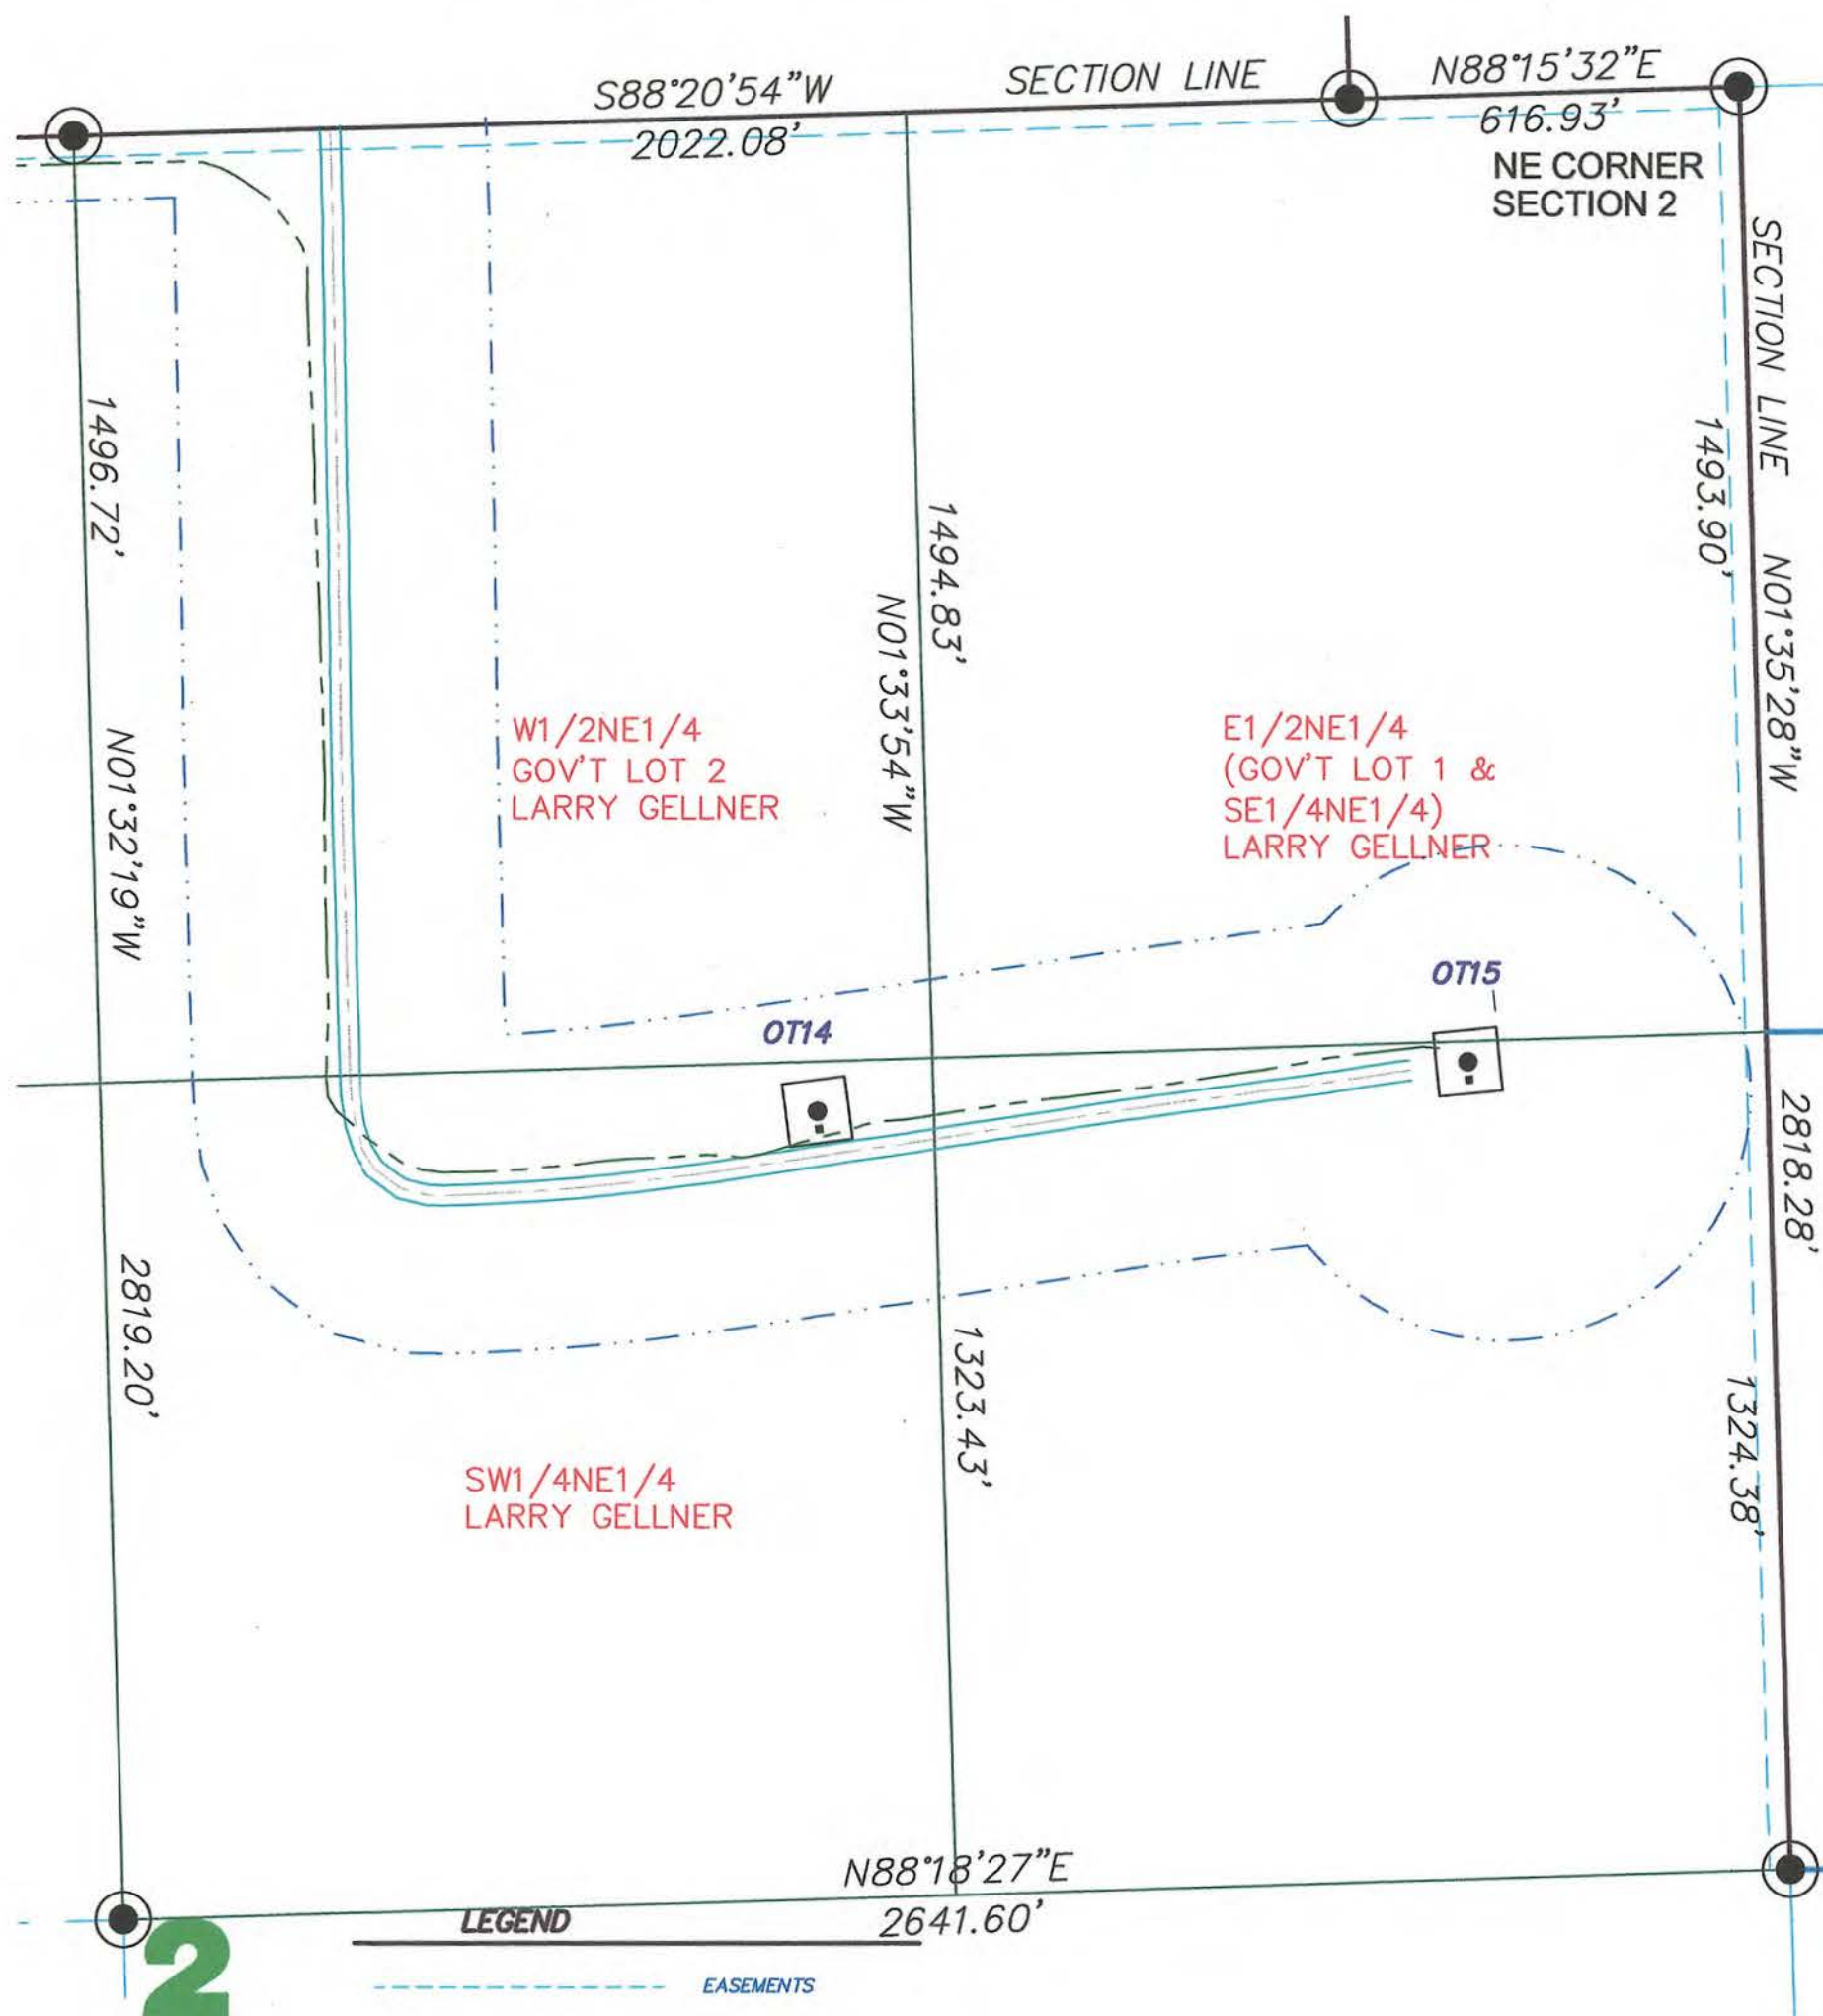 S88°20'54"W
SECTION LINE
N88°15'32"E
2022.08'
616.93'
NE CORNER
SECTION 2
SECTION LINE N01°35'28"W
1496.72'
1493.90'
1494.83'
N01°33'54"W
N01°32'19"W
W1/2NE1/4
GOV'T LOT 2
LARRY GELLNER
E1/2NE1/4
(GOV'T LOT 1 &
SE1/4NE1/4)
LARRY GELLNER
OT15
OT14
2818.28'
2819.20'
1323.43'
1324.38'
SW1/4NE1/4
LARRY GELLNER
N88°18'27"E
2641.60'
2
LEGEND
EASEMENTS